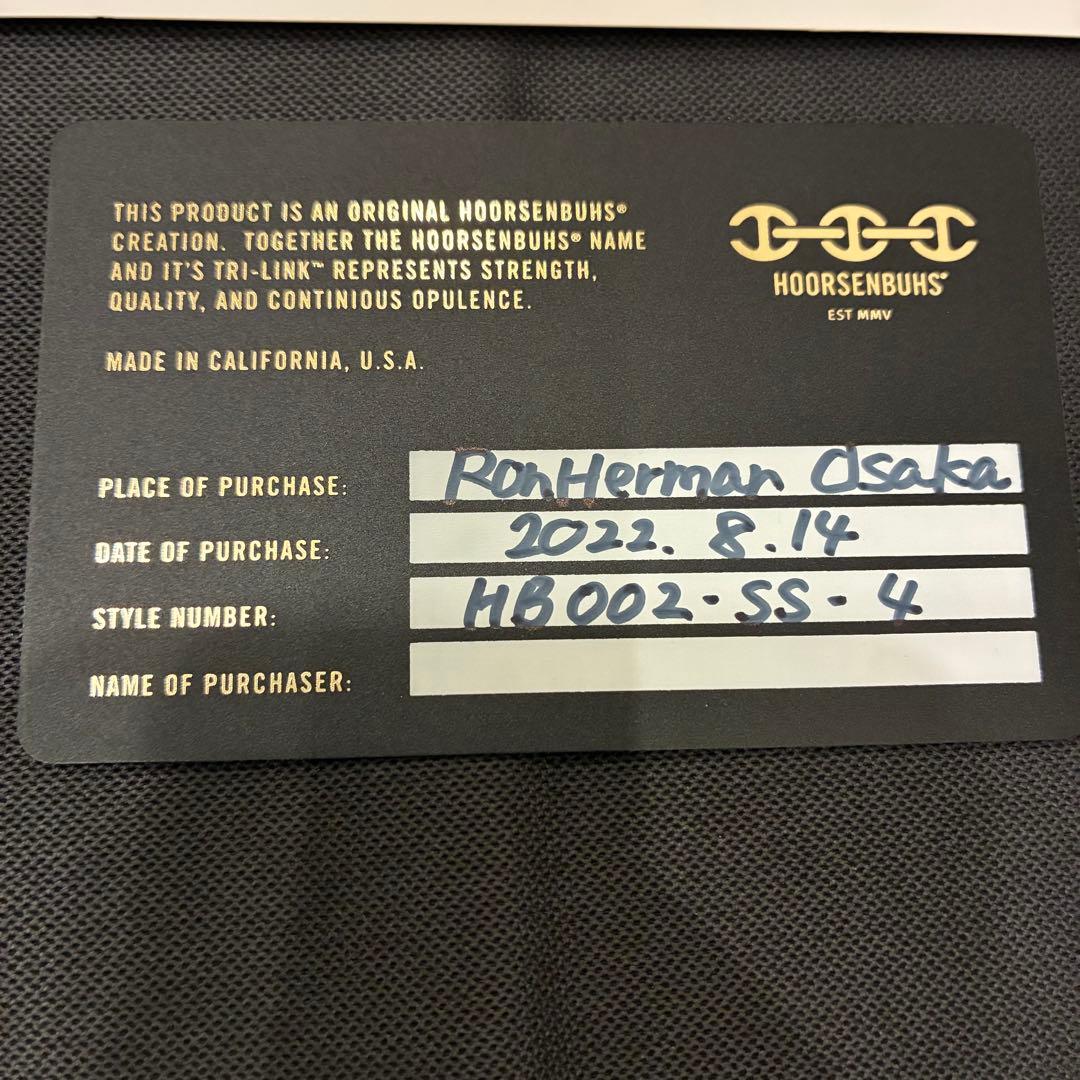 THIS PRODUCT IS AN ORIGINAL HOORSENBUHS®
CREATION. TOGETHER THE HOORSENBUHS® NAME
AND IT'S TRI-LINK™ REPRESENTS STRENGTH,
QUALITY, AND CONTINIOUS OPULENCE.
MADE IN CALIFORNIA, U.S.A.
HOORSENBUHS®
EST MMV
PLACE OF PURCHASE: RonHerman Osaka
DATE OF PURCHASE: 2022. 8.14
STYLE NUMBER: HB002·SS·4
NAME OF PURCHASER: